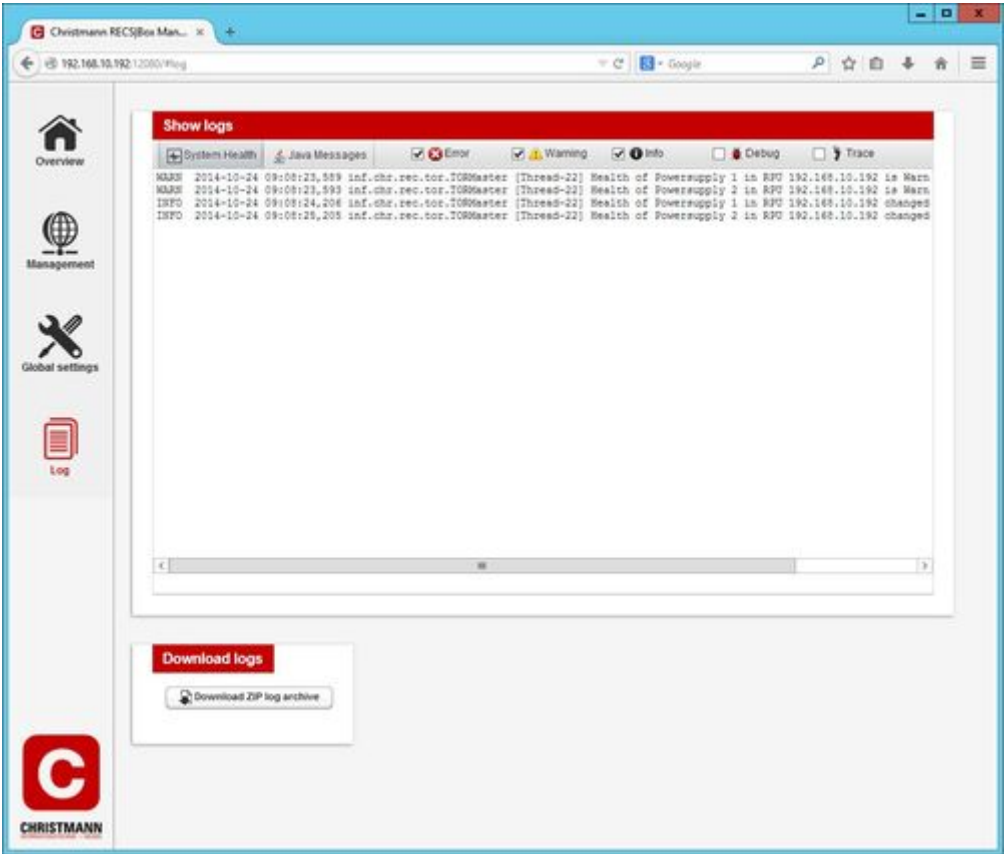 Christmann RECS|Box Man...
192.168.10.192:12080/#log
Google
Overview
Management
Global settings
Log
Show logs
System Health Java Messages Error Warning Info Debug Trace
WARN 2014-10-24 09:08:23,589 inf.chr.rec.tor.TORMaster [Thread-22] Health of Powersupply 1 in RPU 192.168.10.192 is Warn
WARN 2014-10-24 09:08:23,593 inf.chr.rec.tor.TORMaster [Thread-22] Health of Powersupply 2 in RPU 192.168.10.192 is Warn
INFO 2014-10-24 09:08:24,206 inf.chr.rec.tor.TORMaster [Thread-22] Health of Powersupply 1 in RPU 192.168.10.192 changed
INFO 2014-10-24 09:08:25,205 inf.chr.rec.tor.TORMaster [Thread-22] Health of Powersupply 2 in RPU 192.168.10.192 changed
Download logs
Download ZIP log archive
C
CHRISTMANN